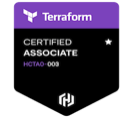 Terraform
CERTIFIED
ASSOCIATE
HCTA0-003